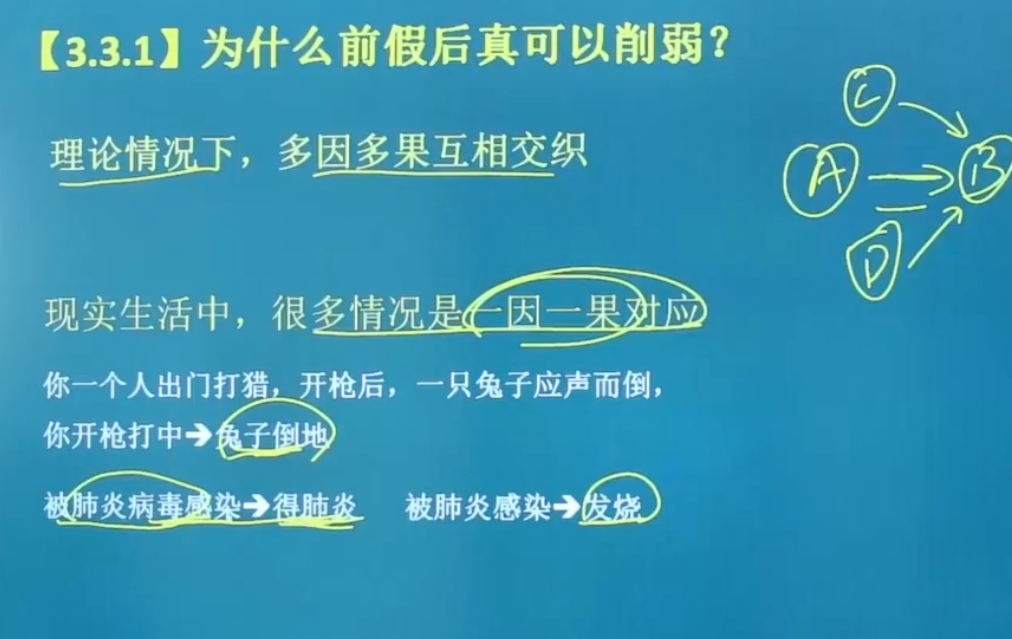 【3.3.1】为什么前假后真可以削弱？
理论情况下，多因多果互相交织
现实生活中，很多情况是一因一果对应
你一个人出门打猎，开枪后，一只兔子应声而倒，
你开枪打中➔兔子倒地
被肺炎病毒感染➔得肺炎 被肺炎感染➔发烧
C
A
B
D